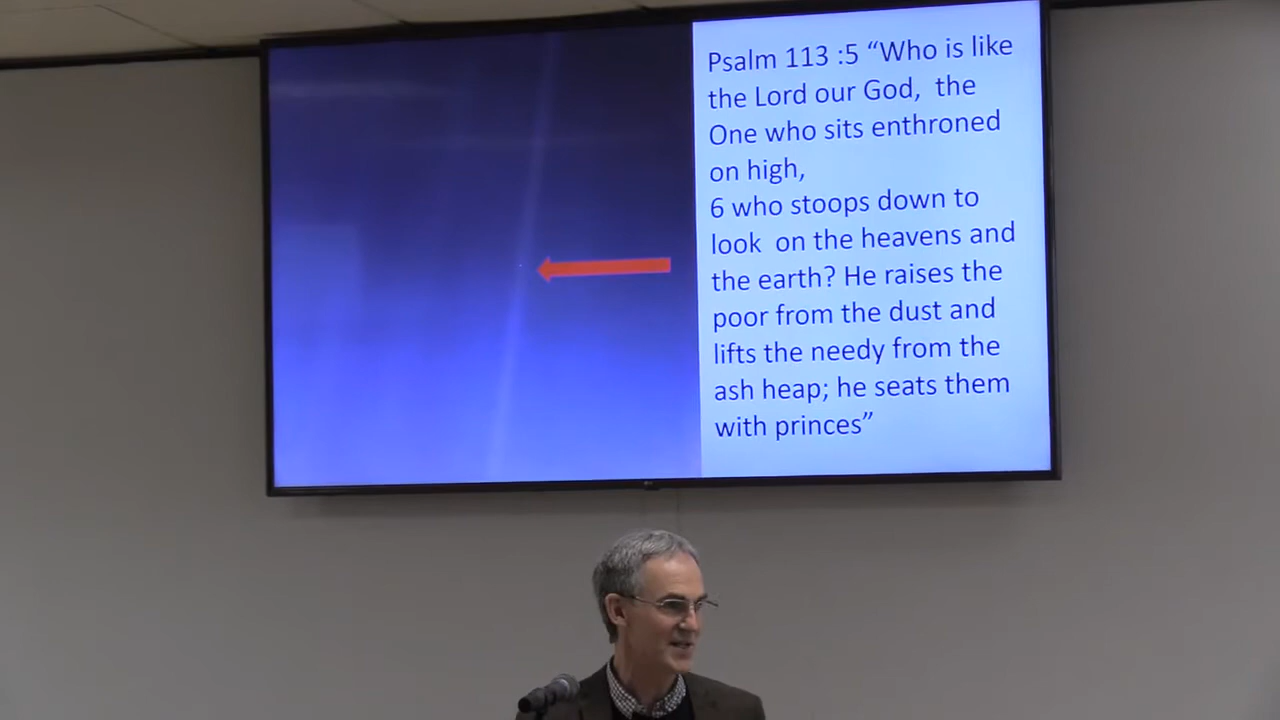 Psalm 113 :5 “Who is like
the Lord our God,  the
One who sits enthroned
on high,
6 who stoops down to
look  on the heavens and
the earth? He raises the
poor from the dust and
lifts the needy from the
ash heap; he seats them
with princes”